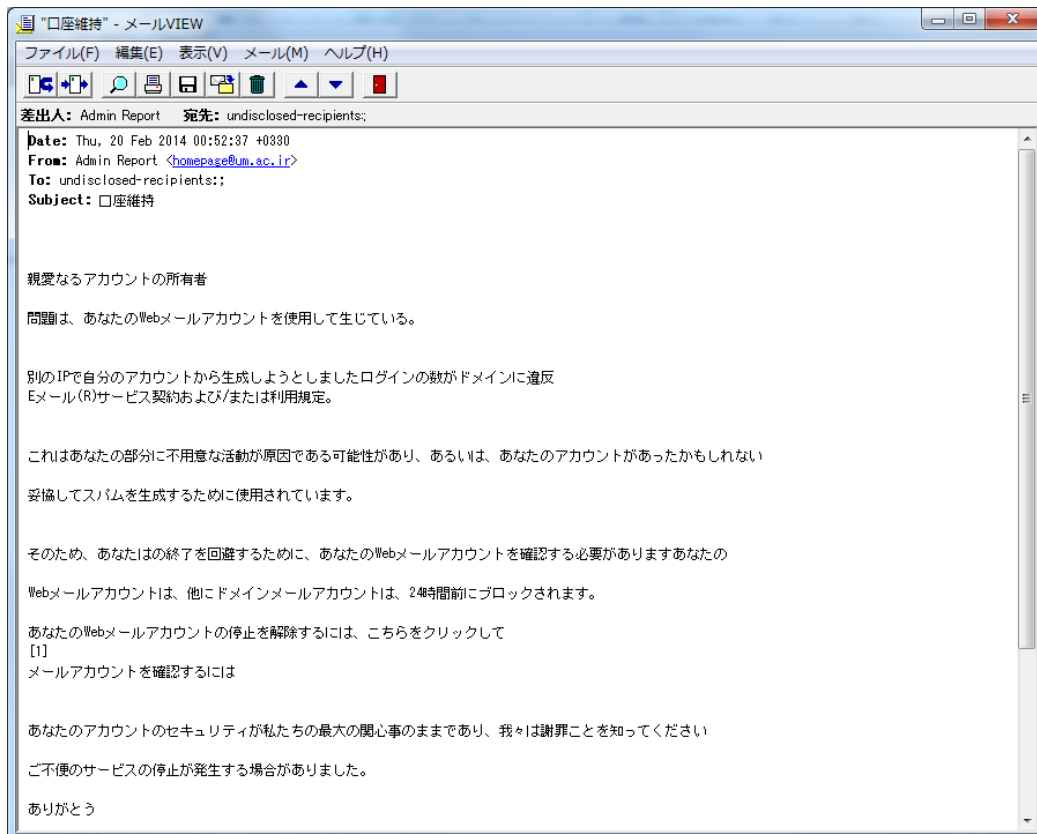 "口座維持" - メールVIEW
ファイル(F) 編集(E) 表示(V) メール(M) ヘルプ(H)
差出人: Admin Report 宛先: undisclosed-recipients:;
Date: Thu, 20 Feb 2014 00:52:37 +0330
From: Admin Report <homepage@um.ac.ir>
To: undisclosed-recipients:;
Subject: 口座維持
親愛なるアカウントの所有者
問題は、あなたのWebメールアカウントを使用して生じている。
別のIPで自分のアカウントから生成しようとしましたログインの数がドメインに違反
Eメール(R)サービス契約および/または利用規定。
これはあなたの部分に不用意な活動が原因である可能性があり、あるいは、あなたのアカウントがあったかもしれない
妥協してスパムを生成するために使用されています。
そのため、あなたはの終了を回避するために、あなたのWebメールアカウントを確認する必要がありますあなたの
Webメールアカウントは、他にドメインメールアカウントは、24時間前にブロックされます。
あなたのWebメールアカウントの停止を解除するには、こちらをクリックして
[1]
メールアカウントを確認するには
あなたのアカウントのセキュリティが私たちの最大の関心事のままであり、我々は謝罪ことを知ってください
ご不便のサービスの停止が発生する場合がありました。
ありがとう